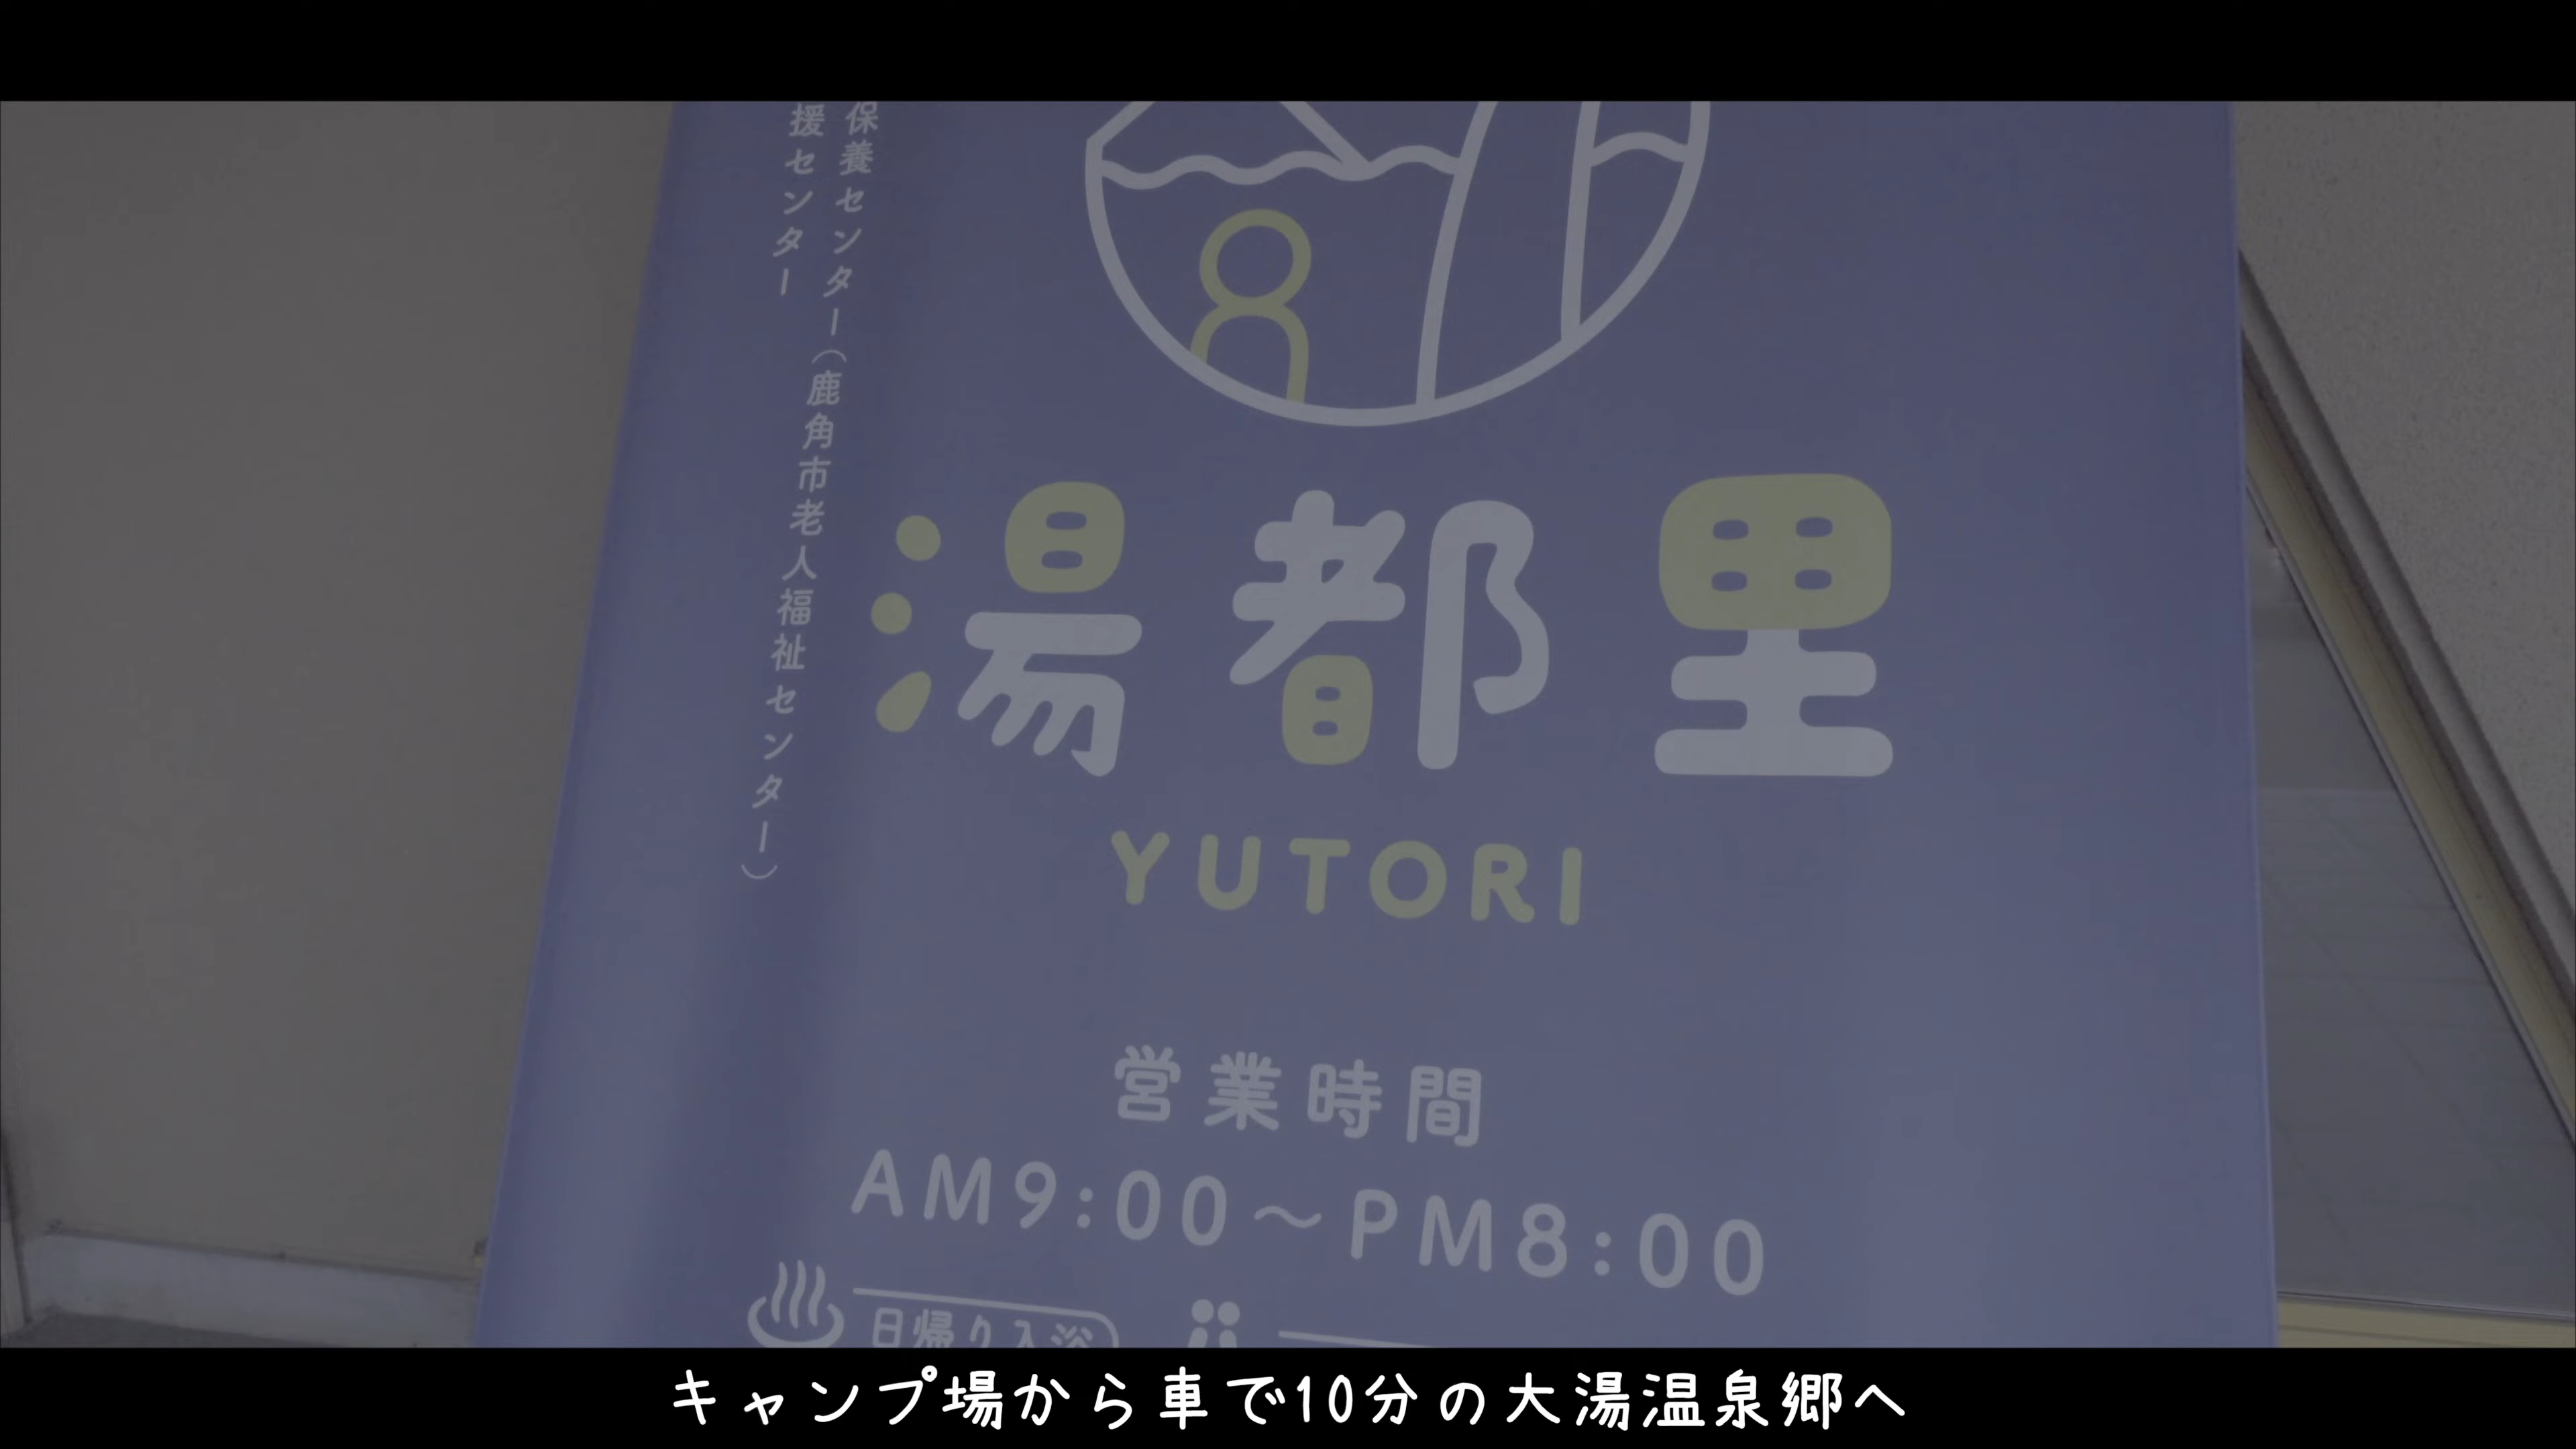 保養センター（鹿角市老人福祉センター）
援センター
湯都里
YUTORI
営業時間
AM9:00～PM8:00
日帰り入浴
キャンプ場から車で10分の大湯温泉郷へ